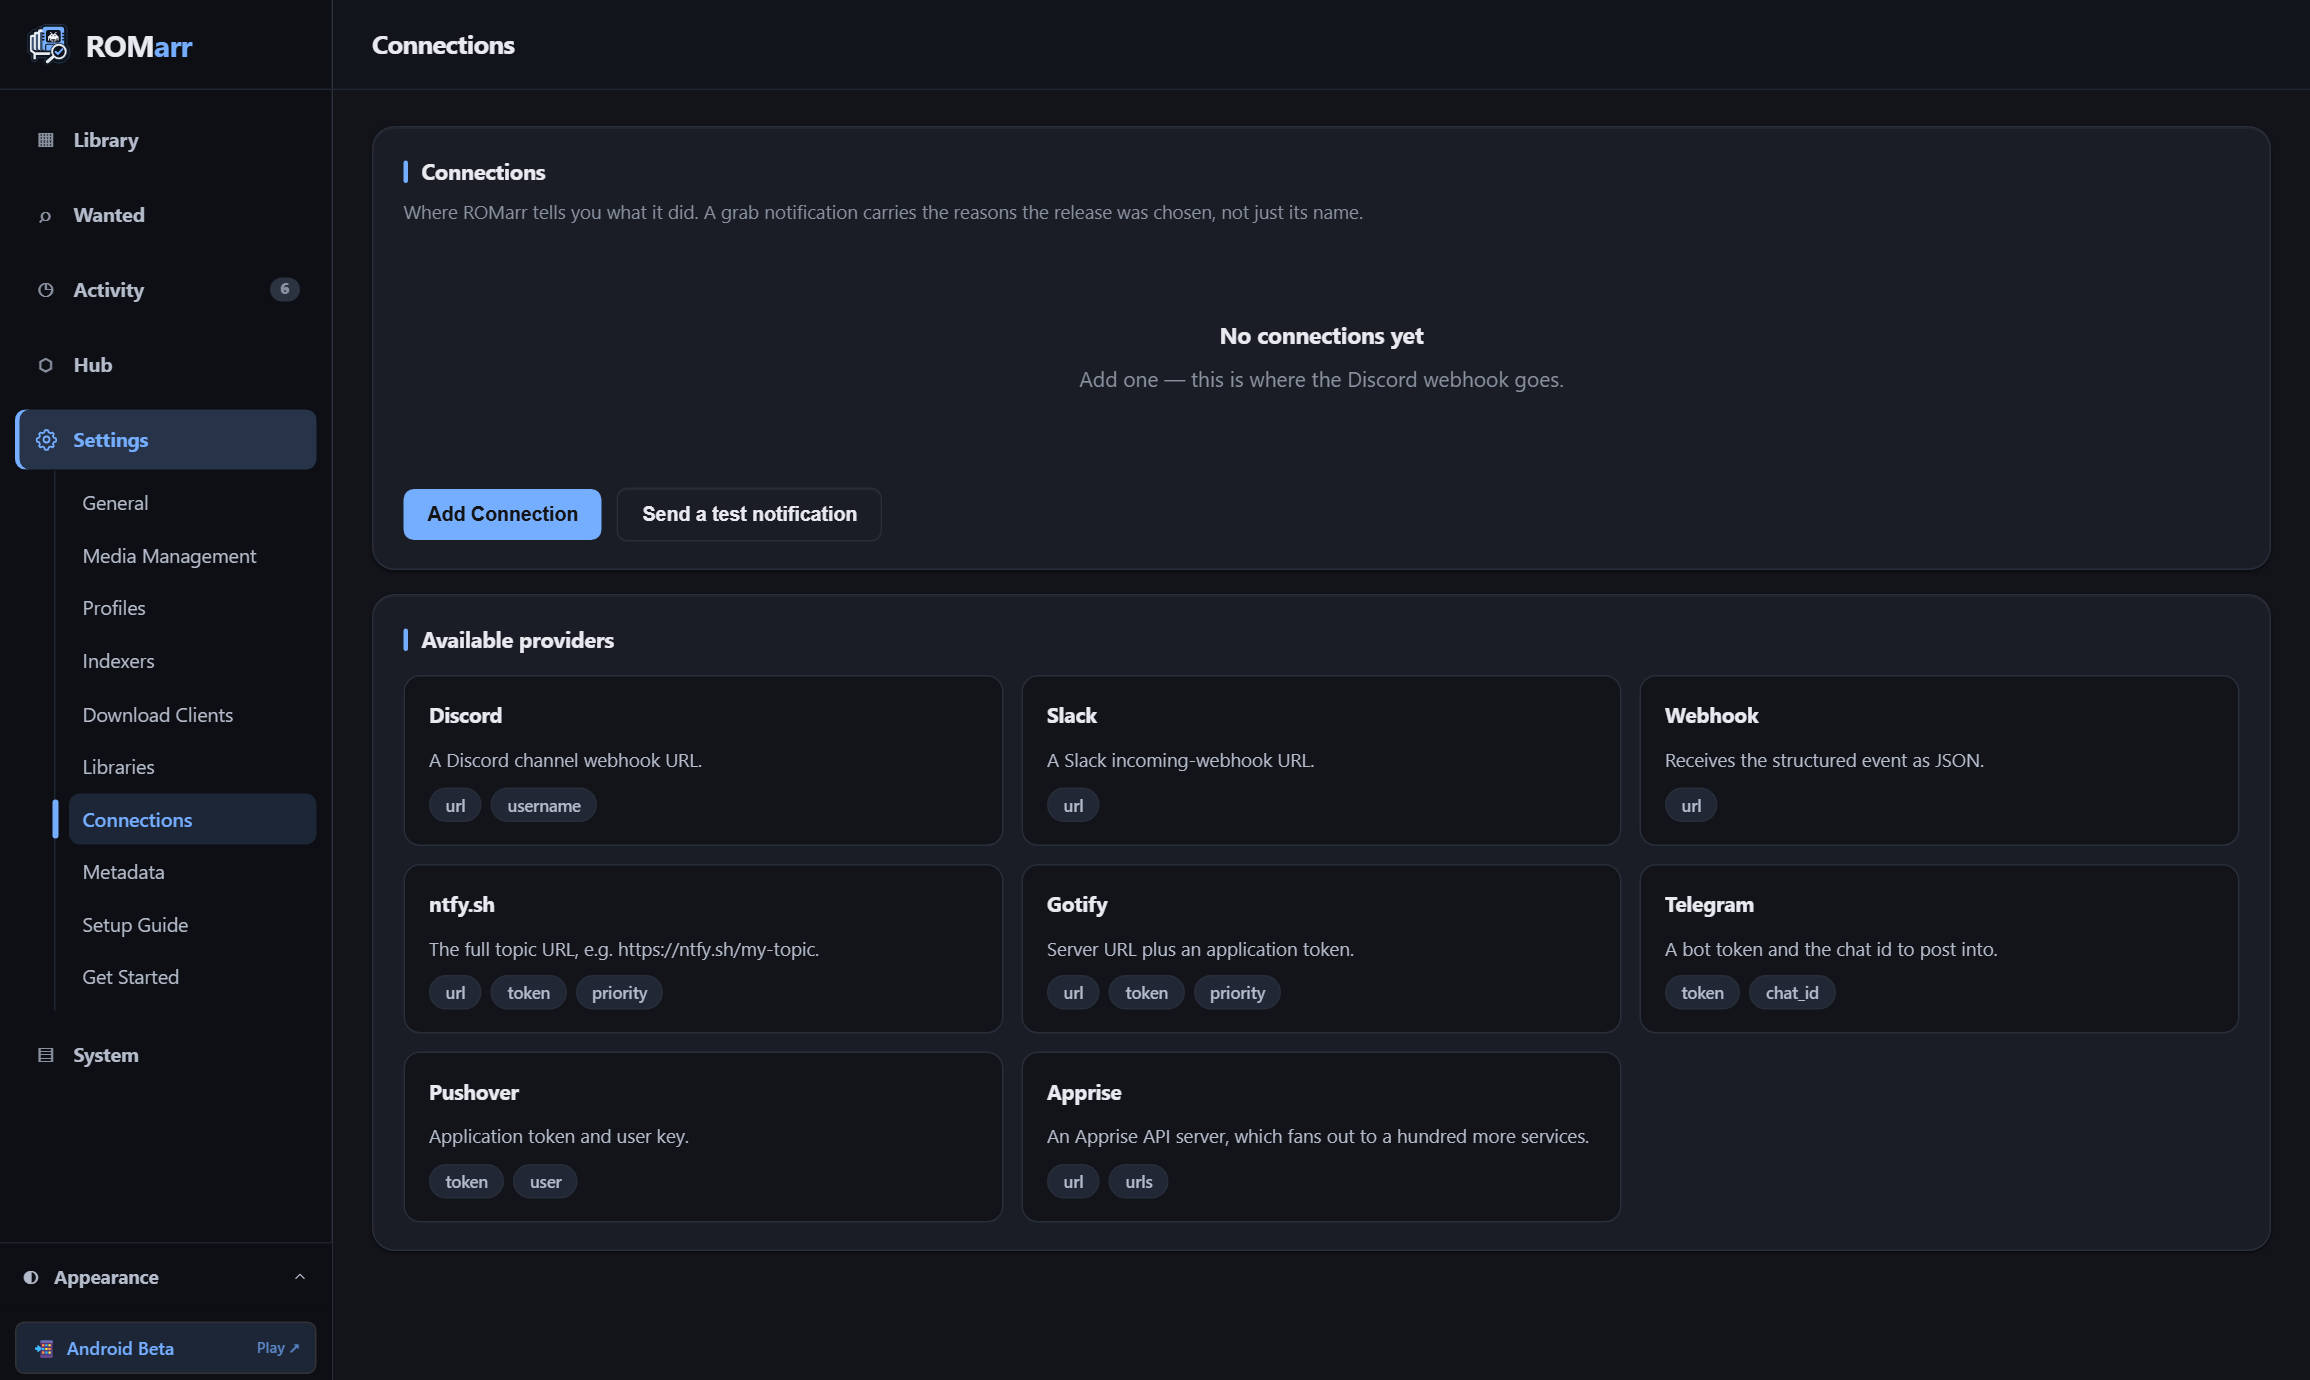 ROMarr
Connections
Library
Wanted
Activity
6
Hub
Settings
General
Media Management
Profiles
Indexers
Download Clients
Libraries
Connections
Metadata
Setup Guide
Get Started
System
Appearance
Android Beta
Play ↗
Connections
Where ROMarr tells you what it did. A grab notification carries the reasons the release was chosen, not just its name.
No connections yet
Add one — this is where the Discord webhook goes.
Add Connection
Send a test notification
Available providers
Discord
A Discord channel webhook URL.
url username
Slack
A Slack incoming-webhook URL.
url
Webhook
Receives the structured event as JSON.
url
ntfy.sh
The full topic URL, e.g. https://ntfy.sh/my-topic.
url token priority
Gotify
Server URL plus an application token.
url token priority
Telegram
A bot token and the chat id to post into.
token chat_id
Pushover
Application token and user key.
token user
Apprise
An Apprise API server, which fans out to a hundred more services.
url urls